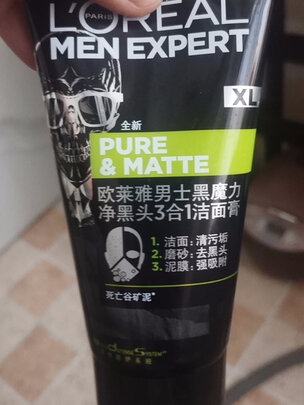 L'ORÉAL
PARIS
MEN EXPERT
XL
全新
PURE
& MATTE
欧莱雅男士黑魔力
净黑头3合1洁面膏
1. 洁面:清污垢
2. 磨砂:去黑头
3. 泥膜:强吸附
死亡谷矿泥*
SYSTEM™